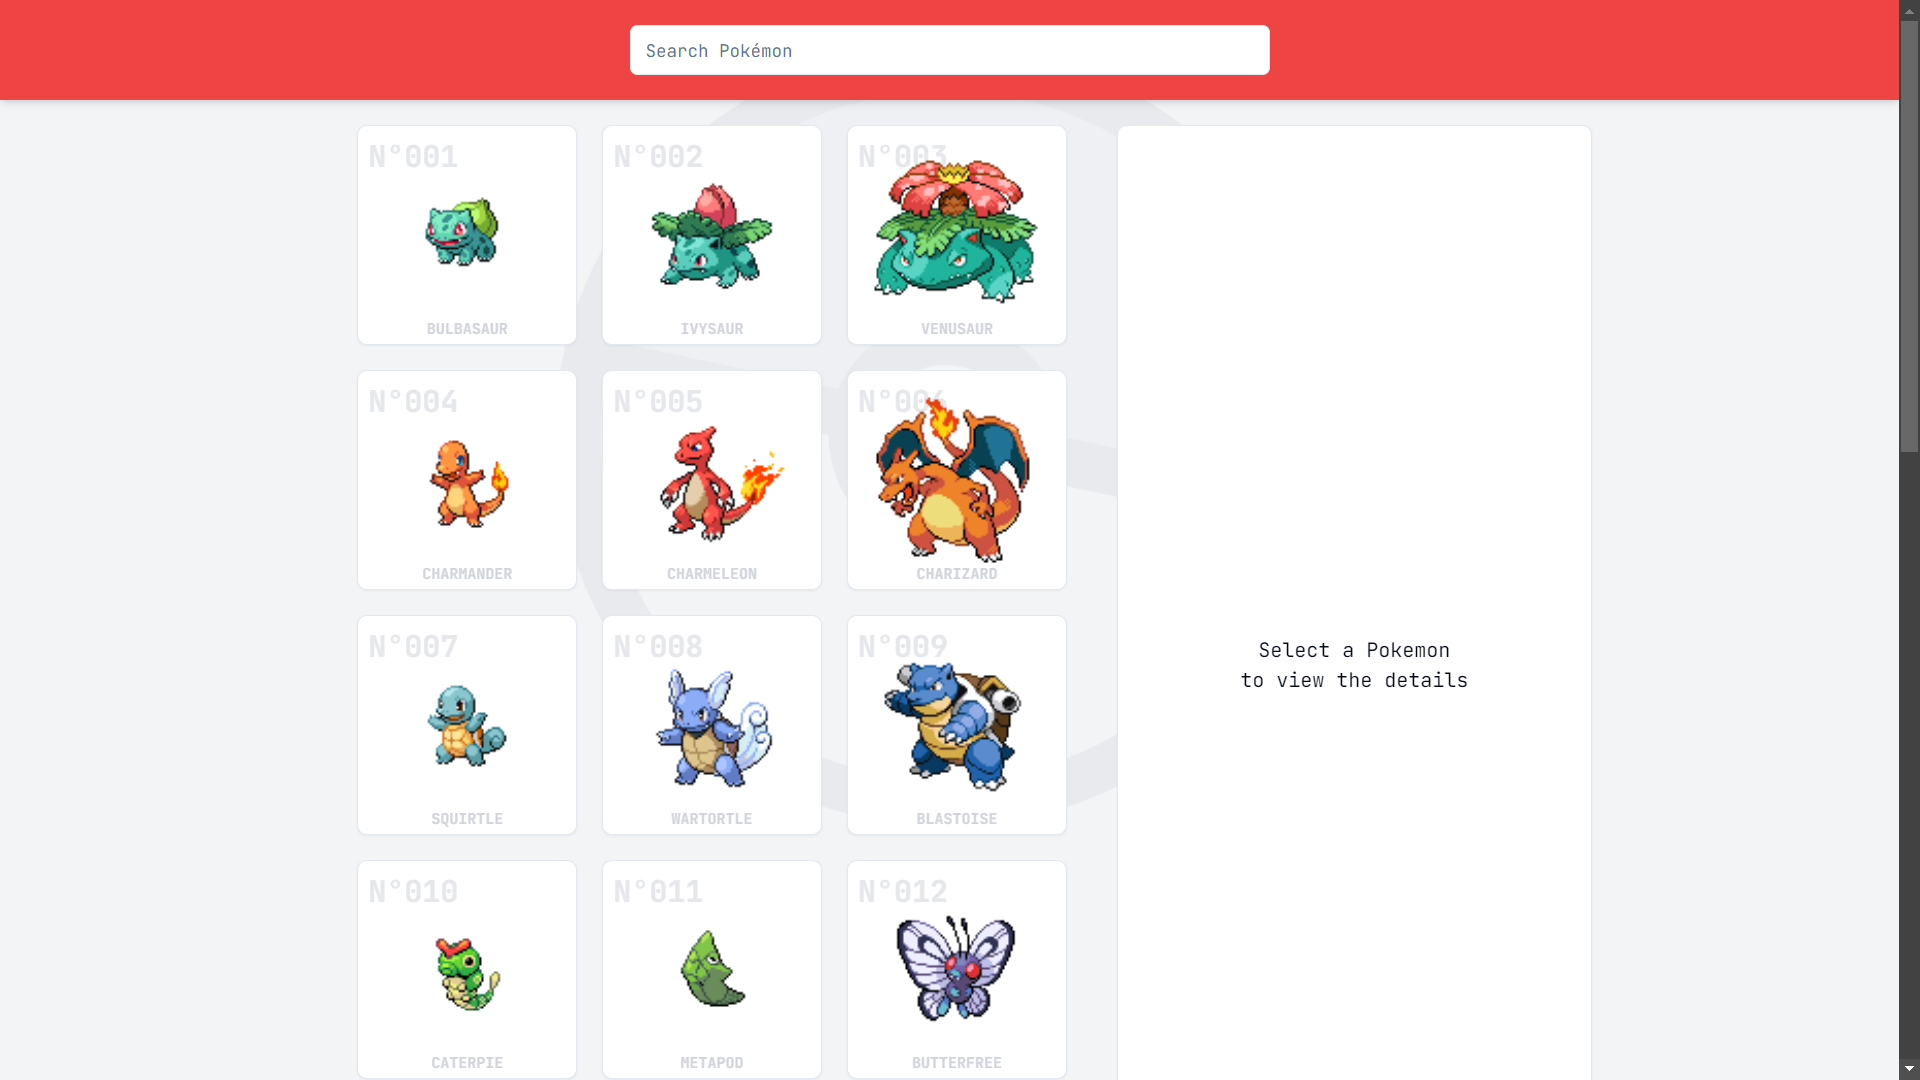 Search Pokémon
N°001
BULBASAUR
N°002
IVYSAUR
N°003
VENUSAUR
N°004
CHARMANDER
N°005
CHARMELEON
N°006
CHARIZARD
N°007
SQUIRTLE
N°008
WARTORTLE
N°009
BLASTOISE
N°010
CATERPIE
N°011
METAPOD
N°012
BUTTERFREE
Select a Pokemon
to view the details